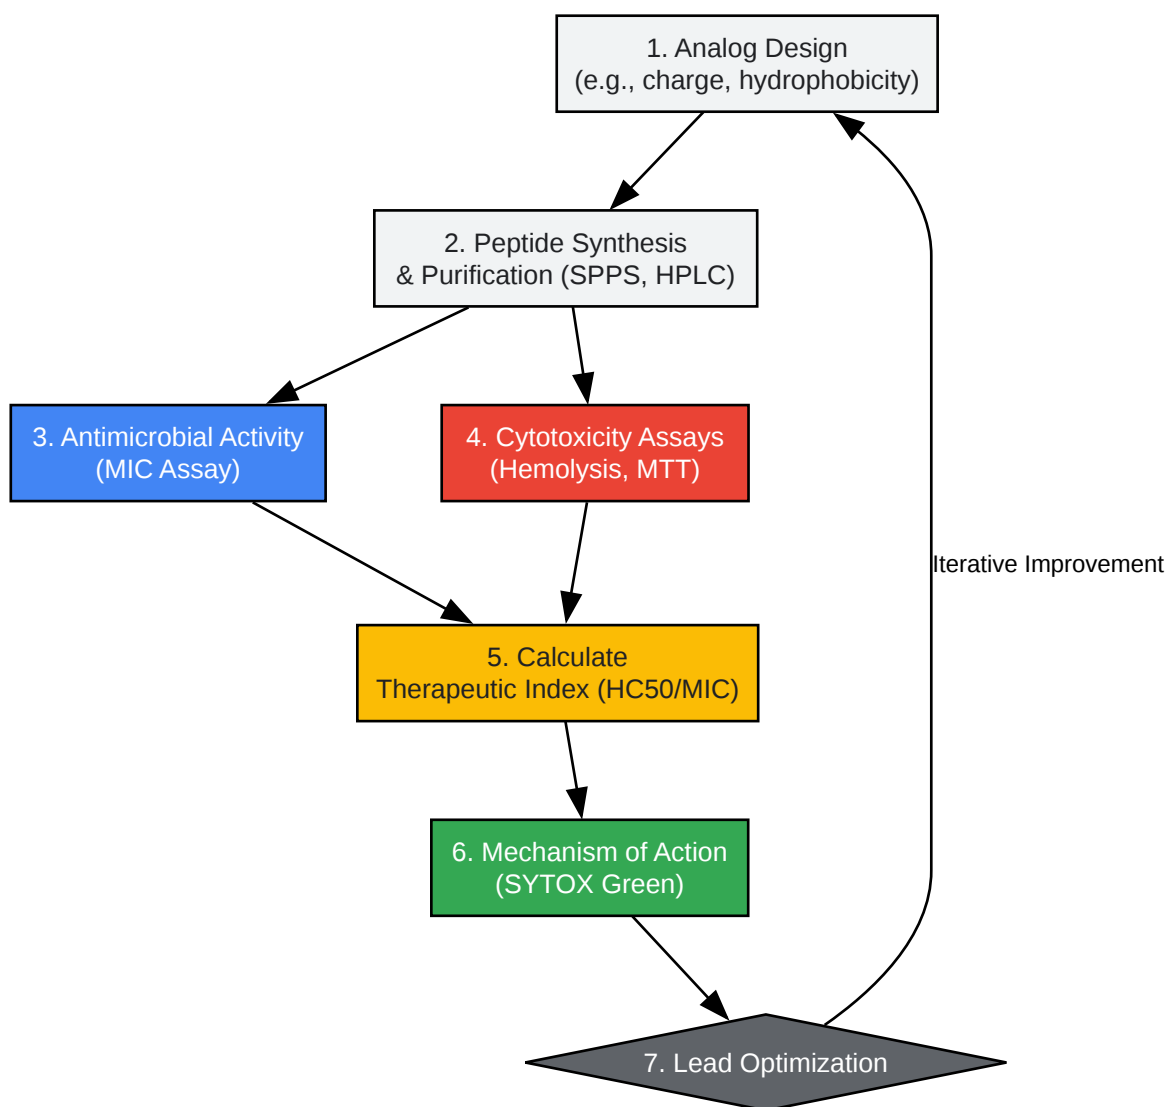 1. Analog Design
(e.g., charge, hydrophobicity)
2. Peptide Synthesis
& Purification (SPPS, HPLC)
3. Antimicrobial Activity
(MIC Assay)
4. Cytotoxicity Assays
(Hemolysis, MTT)
Iterative Improvement
5. Calculate
Therapeutic Index (HC50/MIC)
6. Mechanism of Action
(SYTOX Green)
7. Lead Optimization